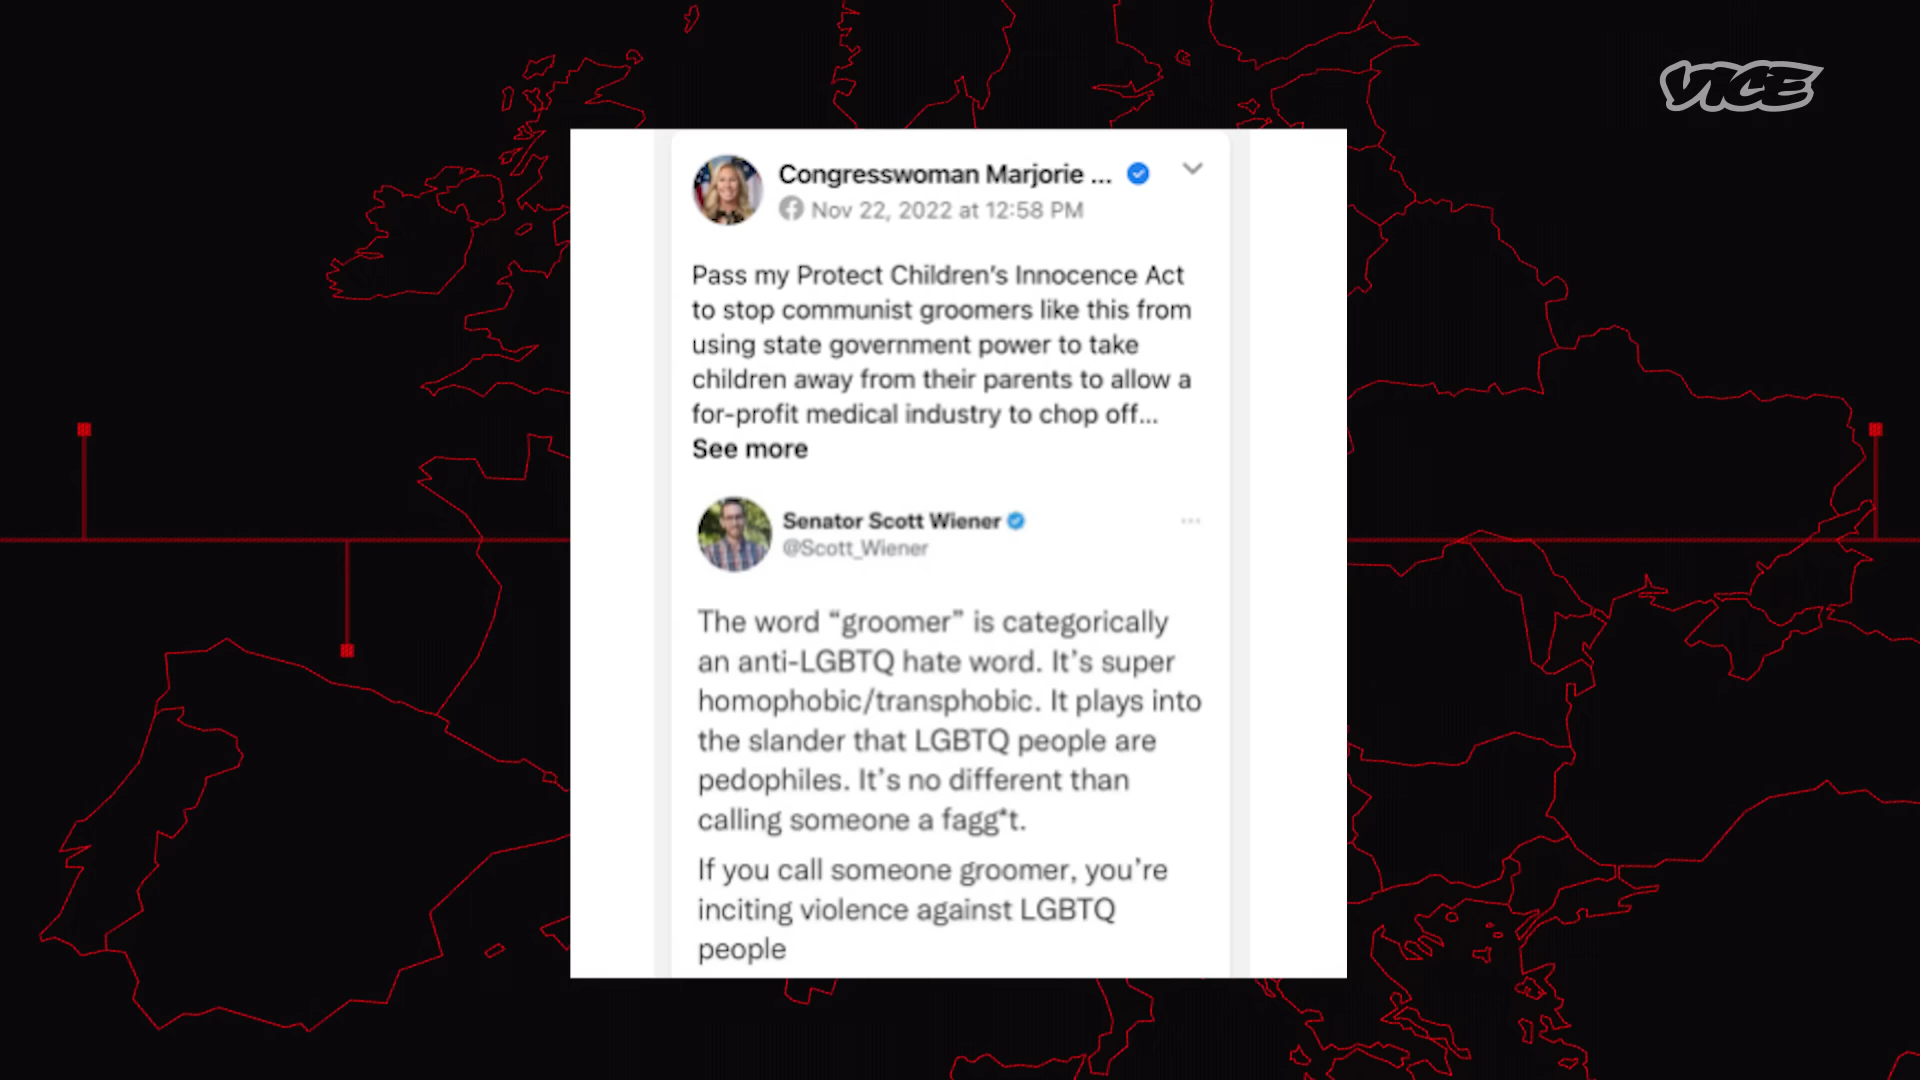 VICE
Congresswoman Marjorie ...
Nov 22, 2022 at 12:58 PM
Pass my Protect Children's Innocence Act
to stop communist groomers like this from
using state government power to take
children away from their parents to allow a
for-profit medical industry to chop off...
See more
Senator Scott Wiener
@Scott_Wiener
The word “groomer” is categorically
an anti-LGBTQ hate word. It’s super
homophobic/transphobic. It plays into
the slander that LGBTQ people are
pedophiles. It’s no different than
calling someone a fagg*t.
If you call someone groomer, you’re
inciting violence against LGBTQ
people